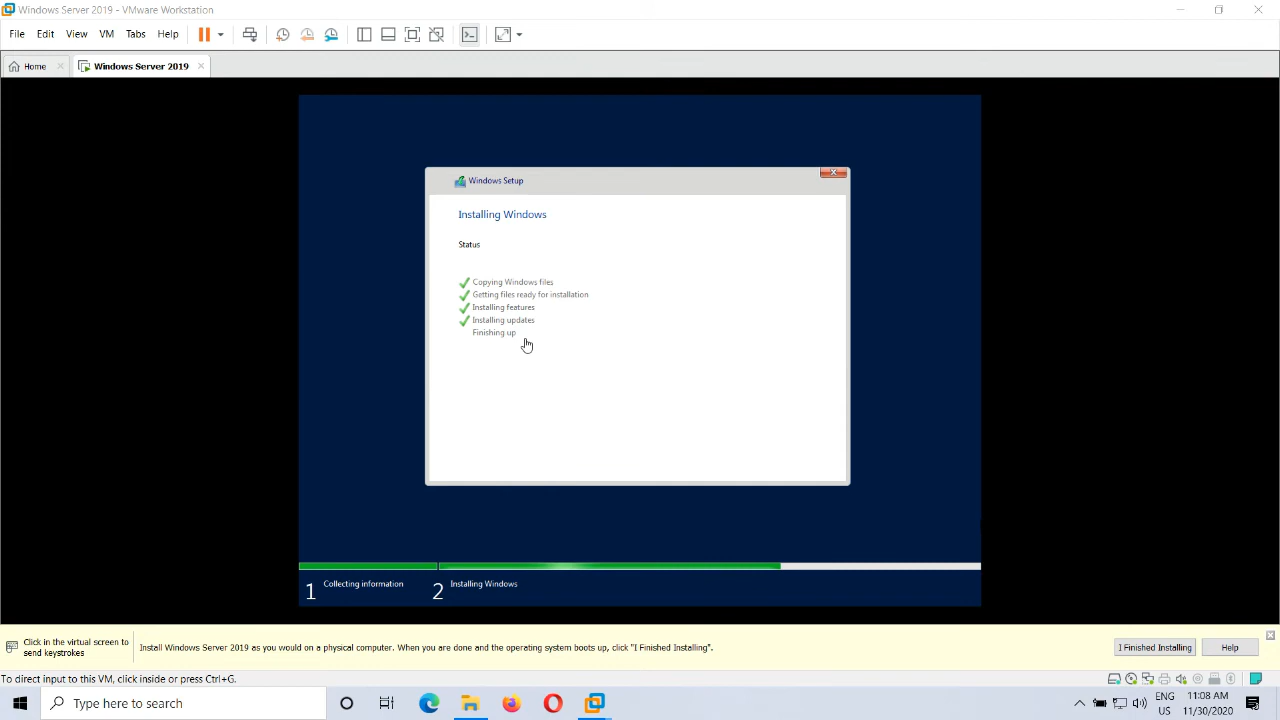 Windows Server 2019 - VMware Workstation
File Edit View VM Tabs Help
Home Windows Server 2019
Windows Setup
Installing Windows
Status
Copying Windows files
Getting files ready for installation
Installing features
Installing updates
Finishing up
1 Collecting information 2 Installing Windows
Click in the virtual screen to
send keystrokes
Install Windows Server 2019 as you would on a physical computer. When you are done and the operating system boots up, click "I Finished Installing".
I Finished Installing Help
To direct input to this VM, click inside or press Ctrl+G.
Type here to search
ENG
US
11:08 AM
11/30/2020